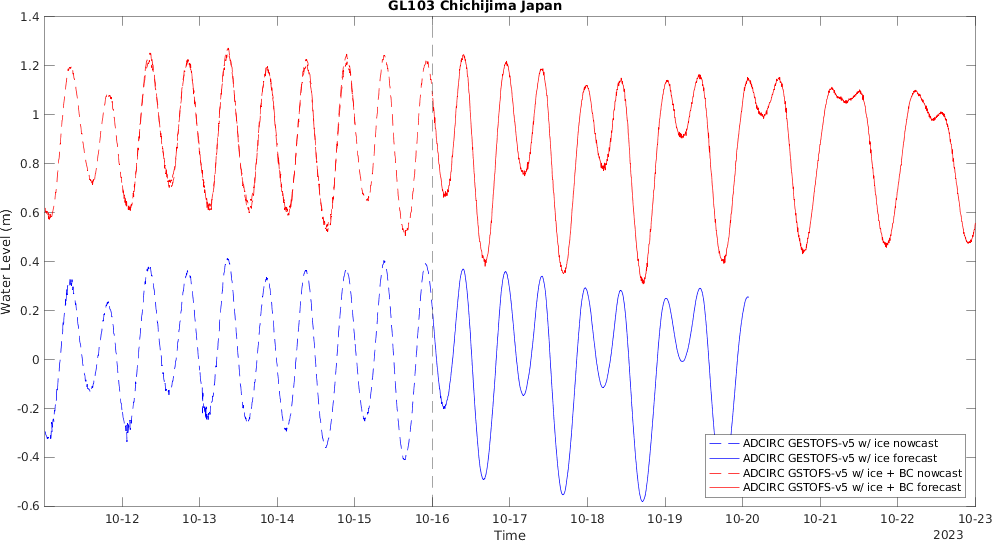 GL103 Chichijima Japan
1.4
1.2
1
0.8
0.6
0.4
0.2
0
-0.2
-0.4
-0.6
Water Level (m)
ADCIRC GESTOFS-v5 w/ ice nowcast
ADCIRC GESTOFS-v5 w/ ice forecast
ADCIRC GSTOFS-v5 w/ ice + BC nowcast
ADCIRC GSTOFS-v5 w/ ice + BC forecast
10-12 10-13 10-14 10-15 10-16 10-17 10-18 10-19 10-20 10-21 10-22 10-23
Time
2023